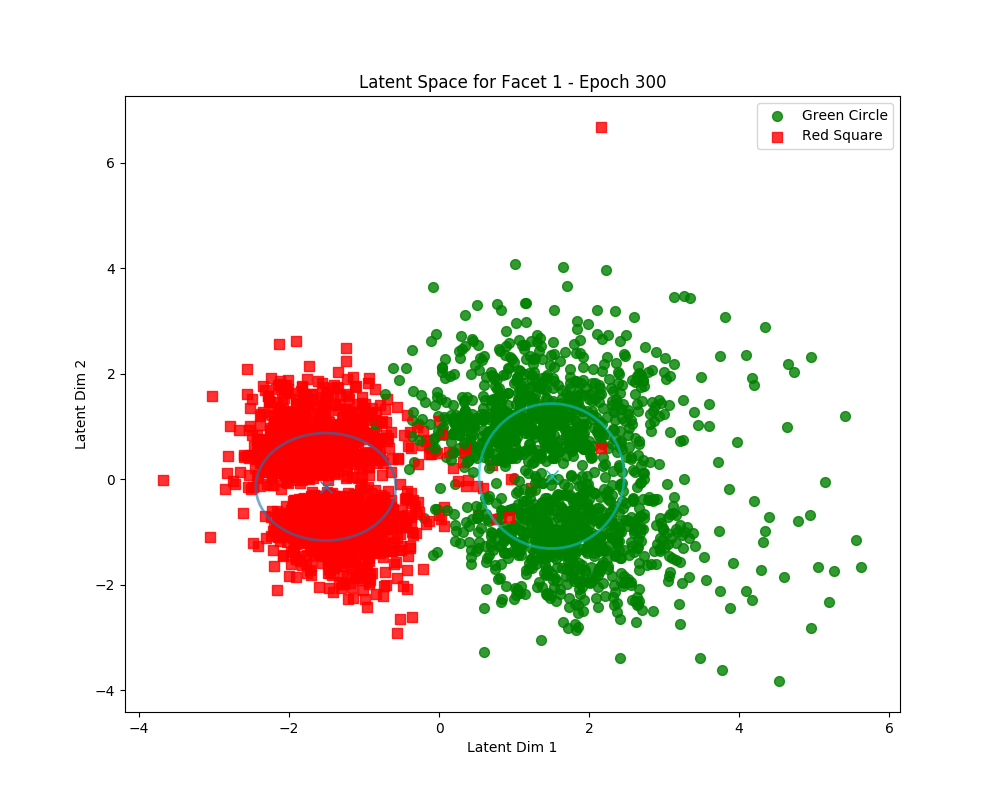 Latent Space for Facet 1 - Epoch 300
Green Circle
Red Square
6
4
2
0
−2
−4
Latent Dim 2
−4 −2 0 2 4 6
Latent Dim 1